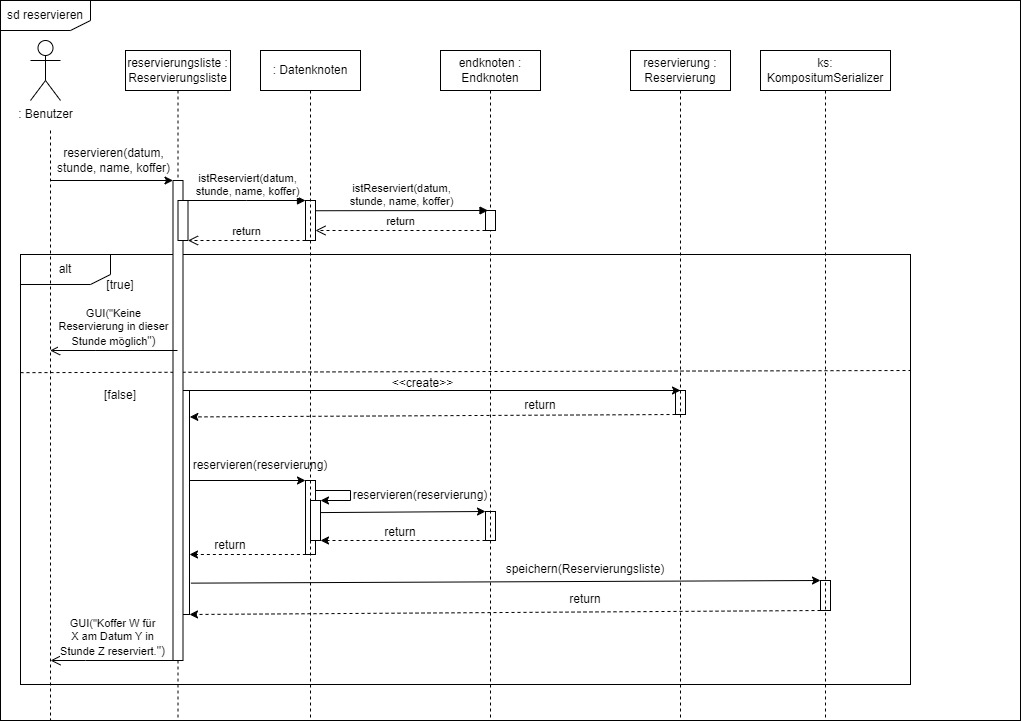 sd reservieren
: Benutzer
reservierungsliste :
Reservierungsliste
: Datenknoten
endknoten :
Endknoten
reservierung :
Reservierung
ks:
KompositumSerializer
reservieren(datum,
stunde, name, koffer)
istReserviert(datum,
stunde, name, koffer)
istReserviert(datum,
stunde, name, koffer)
return
return
alt
[true]
GUI("Keine
Reservierung in dieser
Stunde möglich")
[false]
<<create>>
return
reservieren(reservierung)
reservieren(reservierung)
return
return
speichern(Reservierungsliste)
return
GUI("Koffer W für
X am Datum Y in
Stunde Z reserviert.")